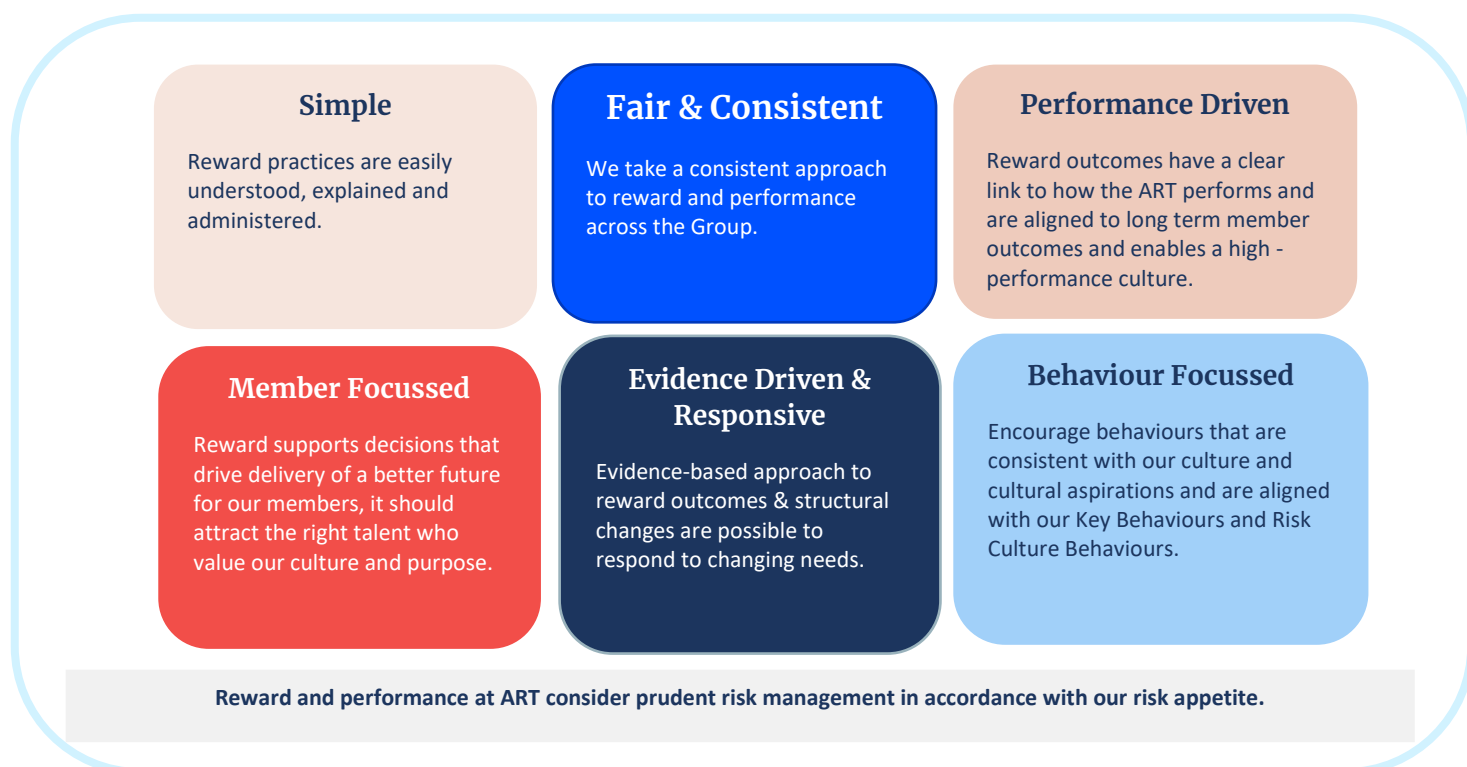 Simple
Reward practices are easily
understood, explained and
administered.
Fair & Consistent
We take a consistent approach
to reward and performance
across the Group.
Performance Driven
Reward outcomes have a clear
link to how the ART performs and
are aligned to long term member
outcomes and enables a high -
performance culture.
Member Focussed
Reward supports decisions that
drive delivery of a better future
for our members, it should
attract the right talent who
value our culture and purpose.
Evidence Driven &
Responsive
Evidence-based approach to
reward outcomes & structural
changes are possible to
respond to changing needs.
Behaviour Focussed
Encourage behaviours that are
consistent with our culture and
cultural aspirations and are aligned
with our Key Behaviours and Risk
Culture Behaviours.
Reward and performance at ART consider prudent risk management in accordance with our risk appetite.